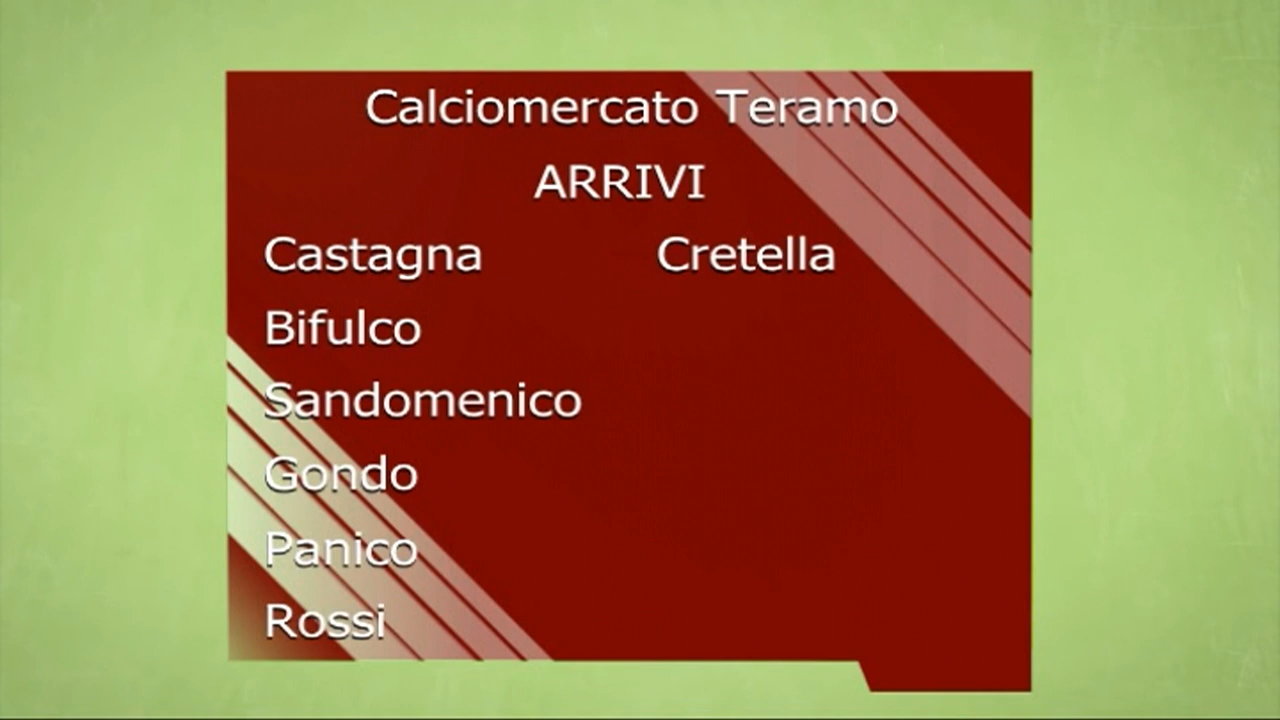 Calciomercato Teramo
ARRIVI
Castagna Cretella
Bifulco
Sandomenico
Gondo
Panico
Rossi